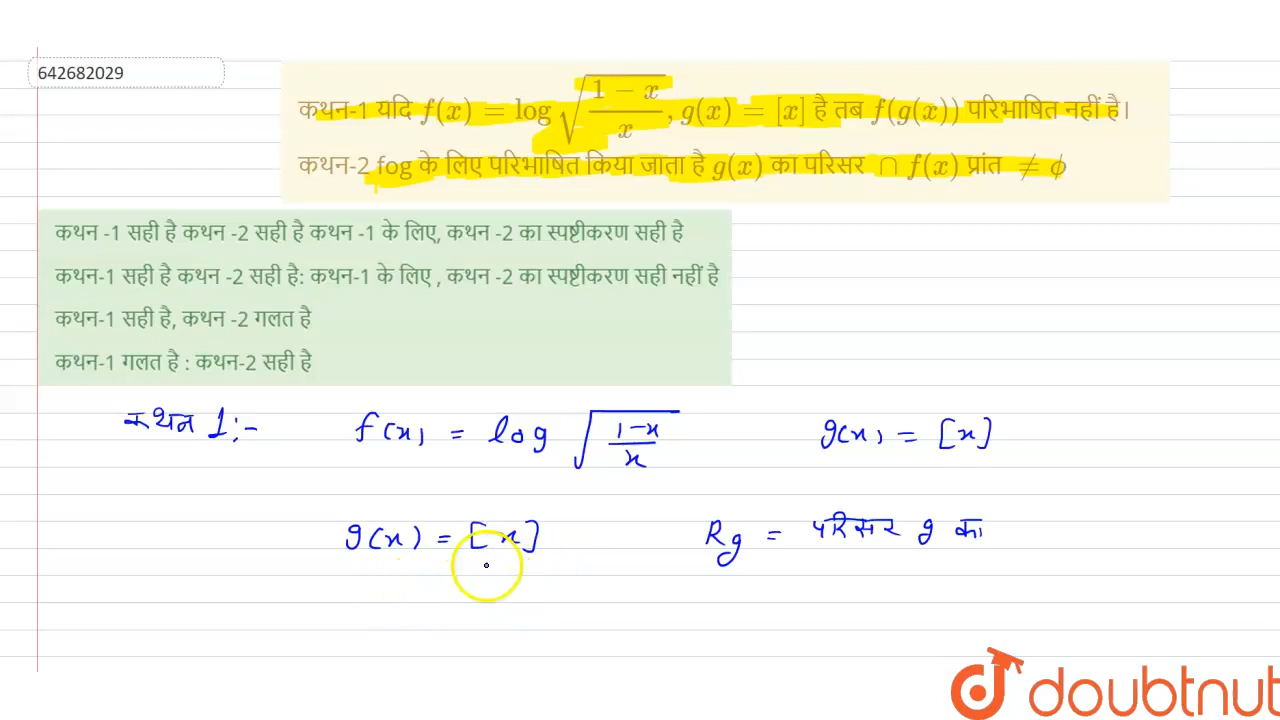 642682029
कथन-1 यदि f(x) = log √((1 − x)/x), g(x) = [x] है तब f(g(x)) परिभाषित नहीं है।
कथन-2 fog के लिए परिभाषित किया जाता है g(x) का परिसर ∩ f(x) प्रांत ≠ ϕ
कथन -1 सही है कथन -2 सही है कथन -1 के लिए, कथन -2 का स्पष्टीकरण सही है
कथन-1 सही है कथन -2 सही है: कथन-1 के लिए , कथन -2 का स्पष्टीकरण सही नहीं है
कथन-1 सही है, कथन -2 गलत है
कथन-1 गलत है : कथन-2 सही है
कथन 1:- f(x) = log √((1-x)/x) g(x) = [x]
g(x) = [x] Rg = परिसर g का
doubtnut